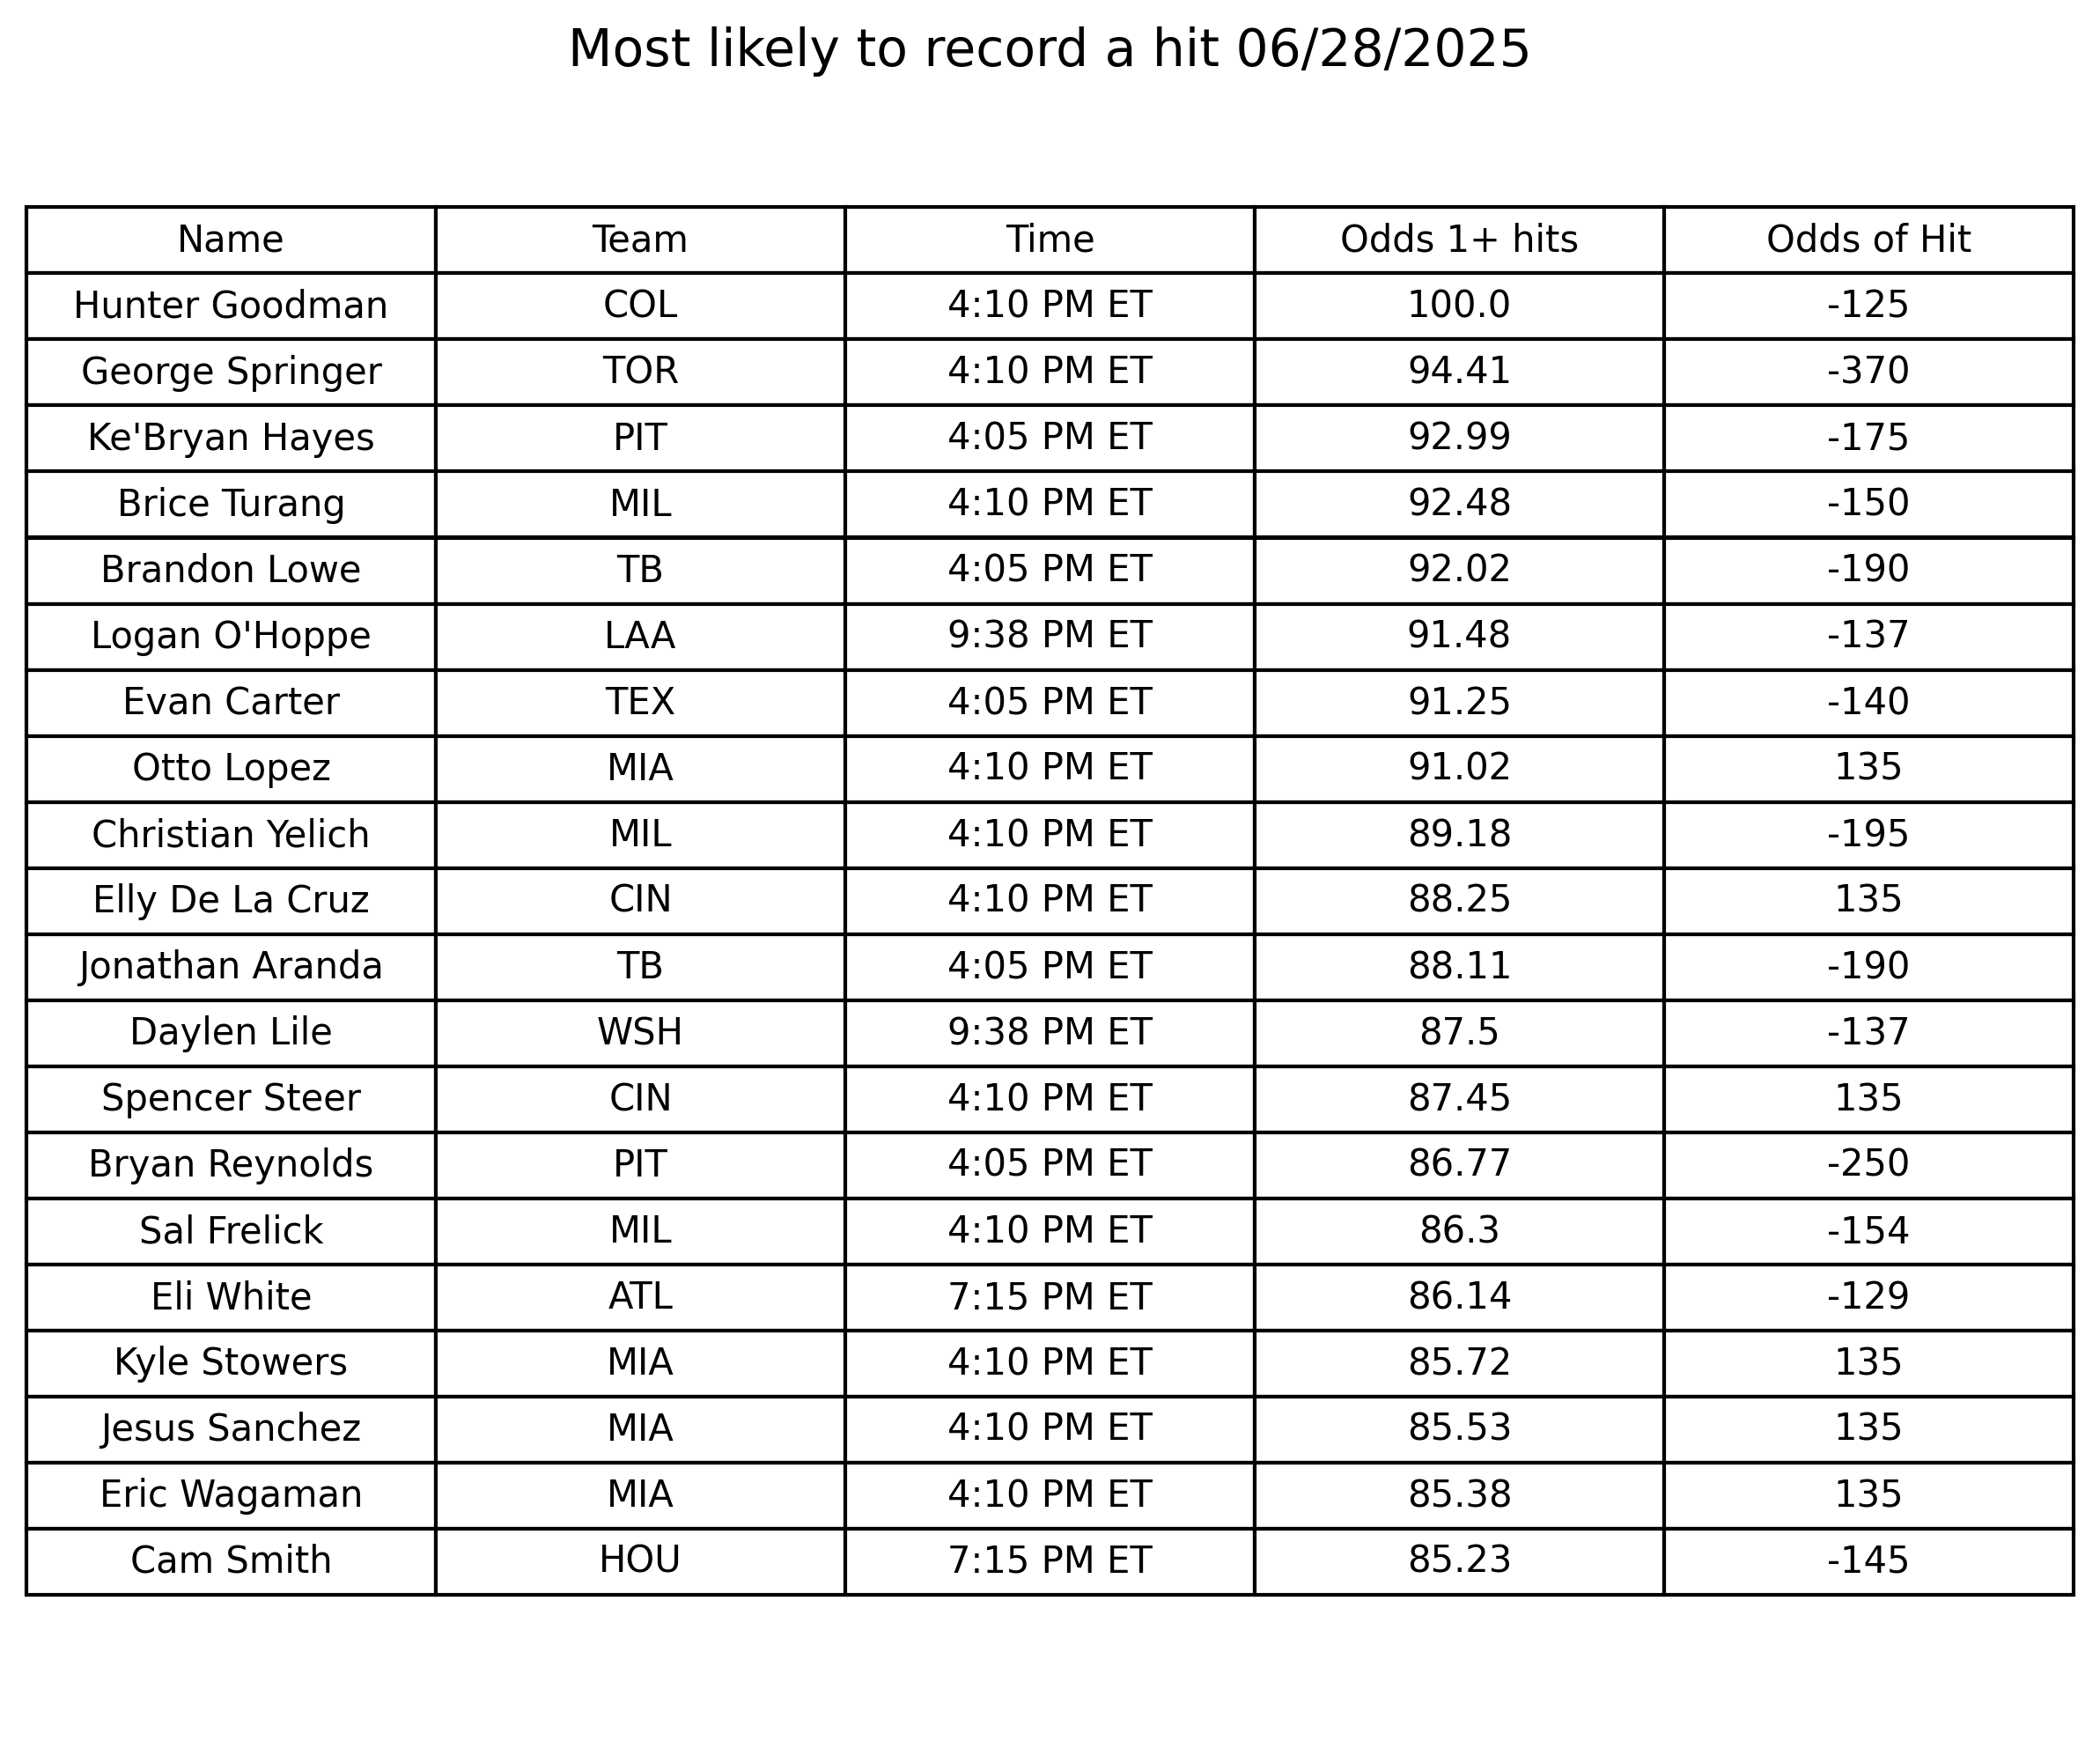 Most likely to record a hit 06/28/2025
Name Team Time Odds 1+ hits Odds of Hit
Hunter Goodman COL 4:10 PM ET 100.0 -125
George Springer TOR 4:10 PM ET 94.41 -370
Ke'Bryan Hayes PIT 4:05 PM ET 92.99 -175
Brice Turang MIL 4:10 PM ET 92.48 -150
Brandon Lowe TB 4:05 PM ET 92.02 -190
Logan O'Hoppe LAA 9:38 PM ET 91.48 -137
Evan Carter TEX 4:05 PM ET 91.25 -140
Otto Lopez MIA 4:10 PM ET 91.02 135
Christian Yelich MIL 4:10 PM ET 89.18 -195
Elly De La Cruz CIN 4:10 PM ET 88.25 135
Jonathan Aranda TB 4:05 PM ET 88.11 -190
Daylen Lile WSH 9:38 PM ET 87.5 -137
Spencer Steer CIN 4:10 PM ET 87.45 135
Bryan Reynolds PIT 4:05 PM ET 86.77 -250
Sal Frelick MIL 4:10 PM ET 86.3 -154
Eli White ATL 7:15 PM ET 86.14 -129
Kyle Stowers MIA 4:10 PM ET 85.72 135
Jesus Sanchez MIA 4:10 PM ET 85.53 135
Eric Wagaman MIA 4:10 PM ET 85.38 135
Cam Smith HOU 7:15 PM ET 85.23 -145